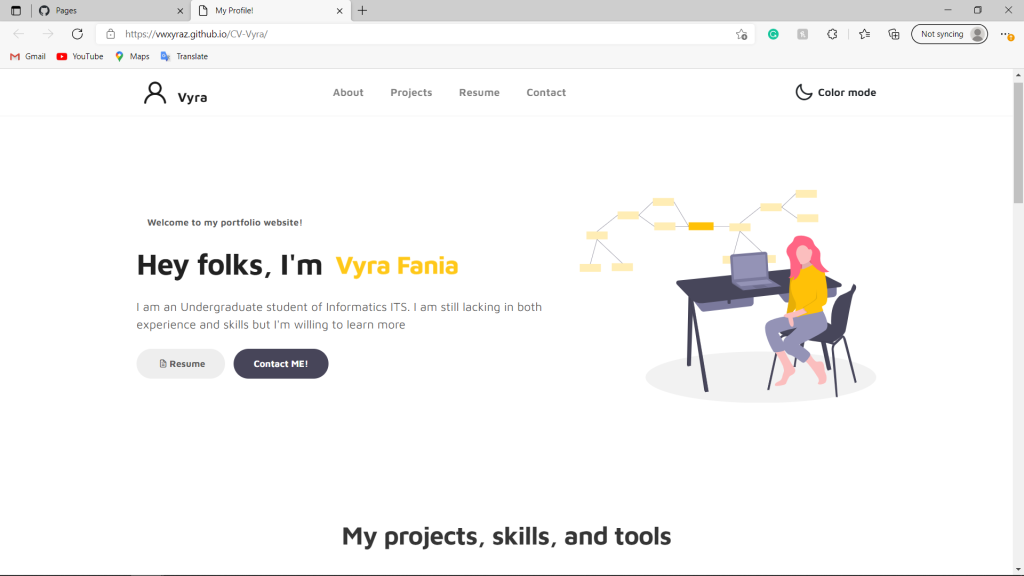 Pages
My Profile!
https://vwxyraz.github.io/CV-Vyra/
Not syncing
Gmail
YouTube
Maps
Translate
Vyra
About
Projects
Resume
Contact
Color mode
Welcome to my portfolio website!
Hey folks, I'm Vyra Fania
I am an Undergraduate student of Informatics ITS. I am still lacking in both
experience and skills but I'm willing to learn more
Resume
Contact ME!
My projects, skills, and tools